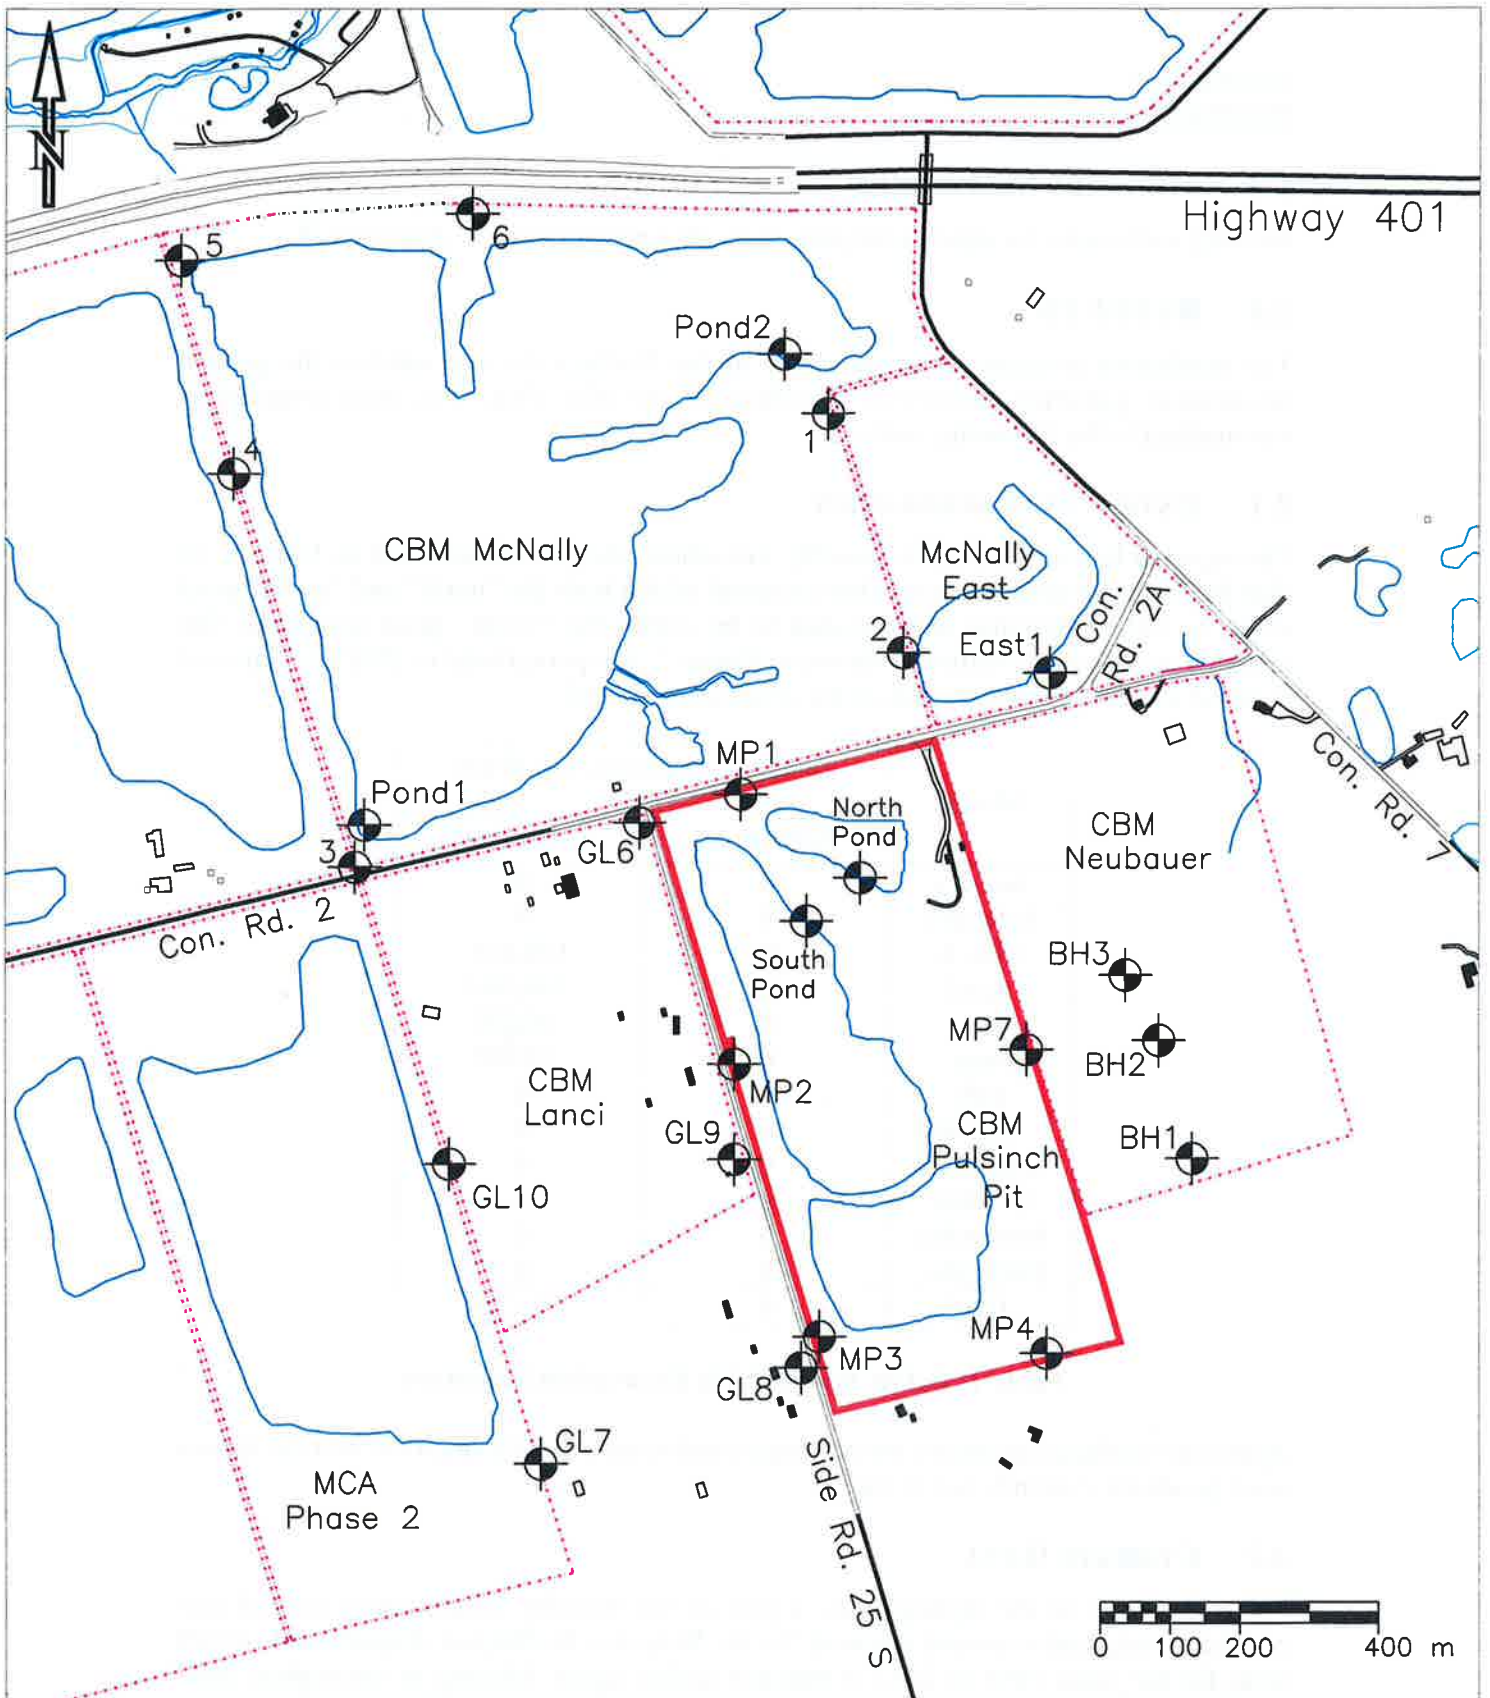 N
Highway 401
5
6
Pond2
1
4
CBM McNally
McNally
East
Con.
Rd. 2A
2
East1
MP1
Con. Rd. 7
Pond1
North
Pond
CBM
Neubauer
3
GL6
Con. Rd. 2
South
Pond
BH3
MP7
BH2
CBM
Lanci
MP2
GL9
CBM
Pulsinch
Pit
BH1
GL10
MP4
MP3
GL8
GL7
MCA
Phase 2
Side Rd. 25 S
0 100 200 400 m